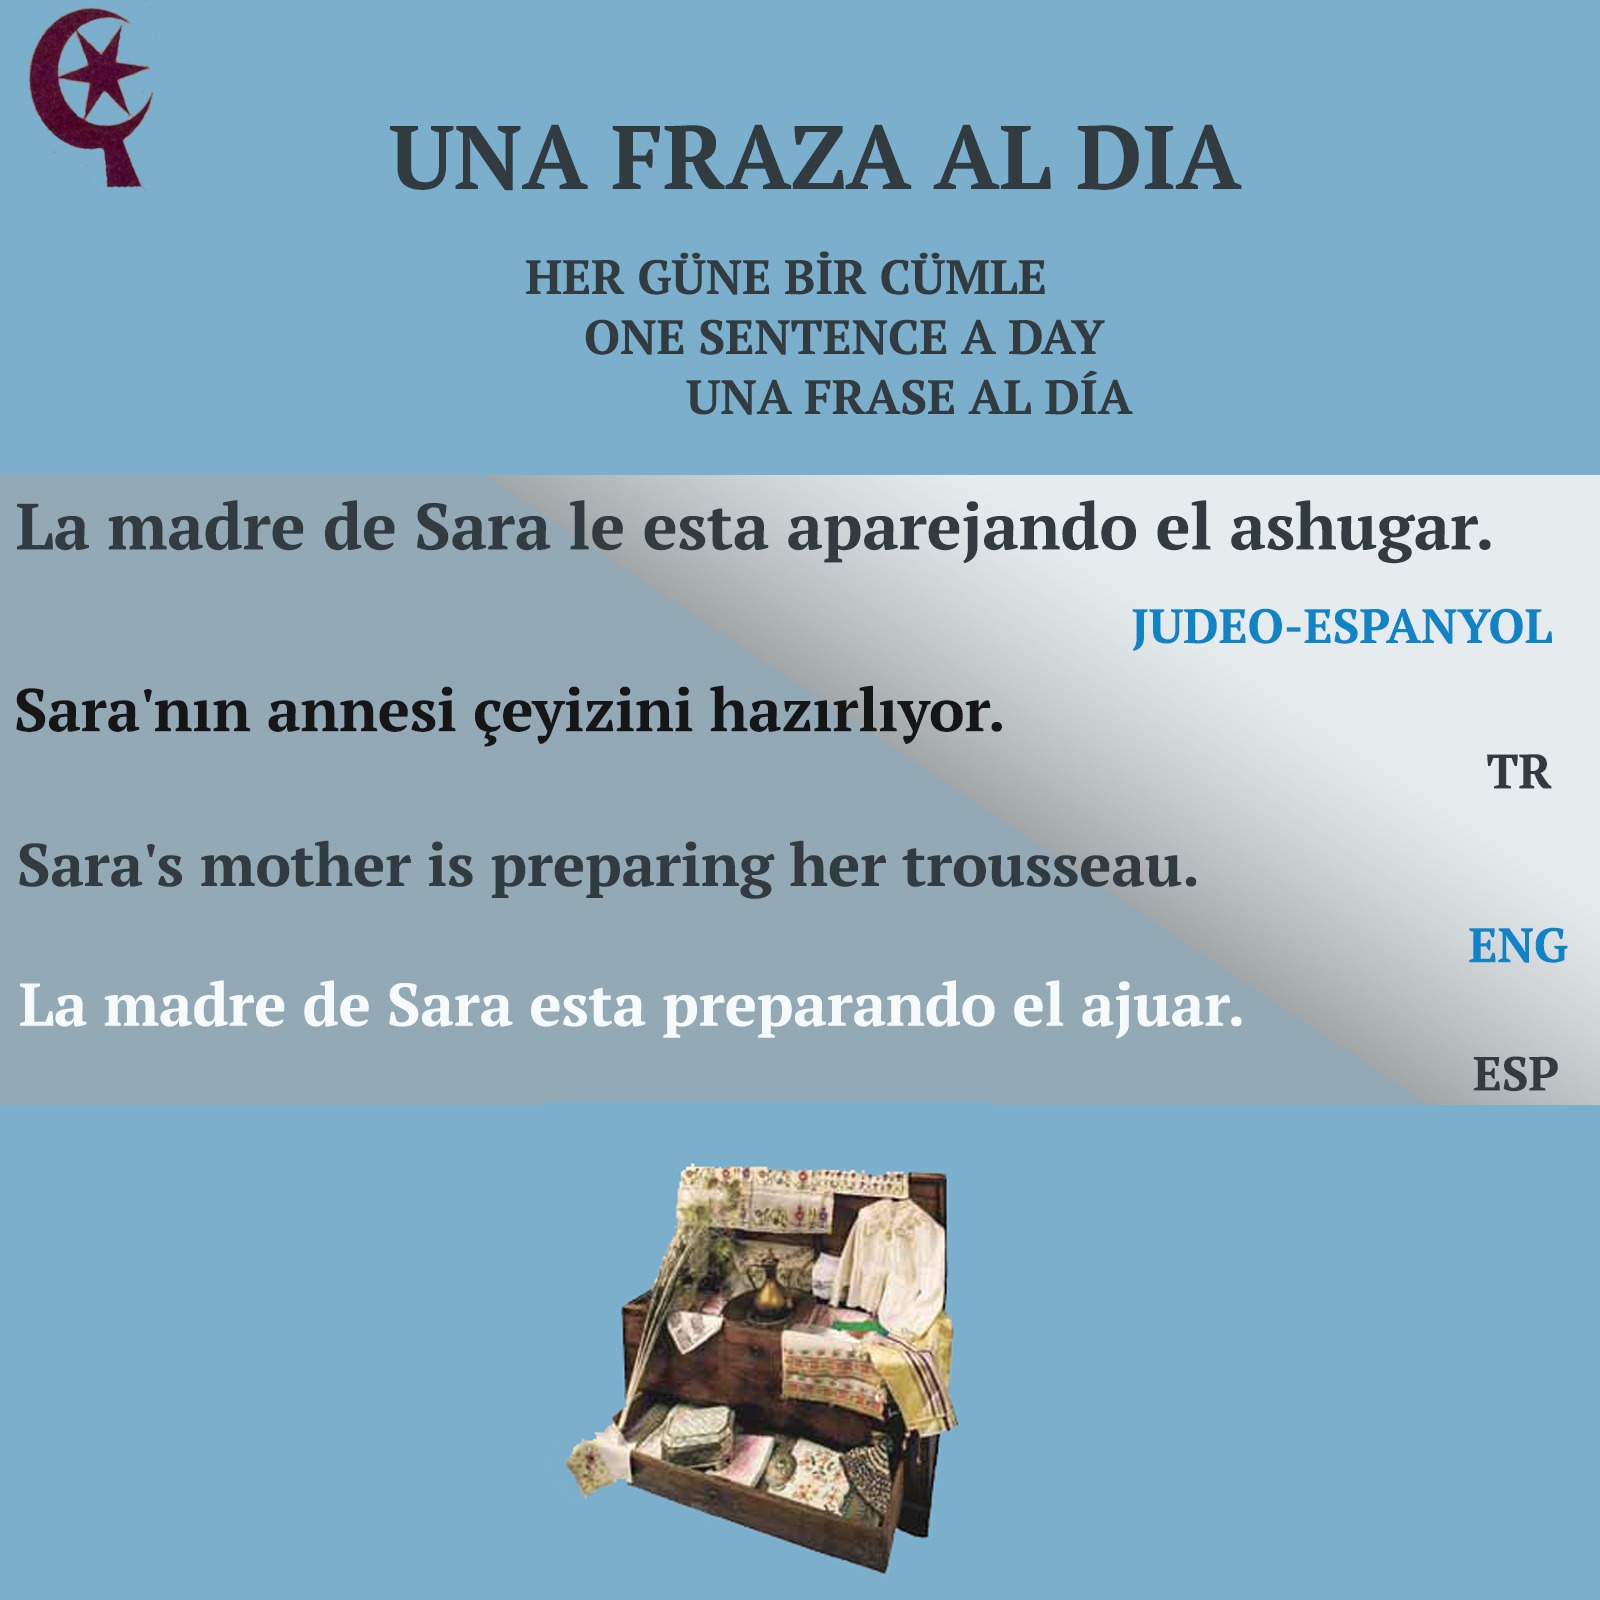 UNA FRAZA AL DIA
HER GÜNE BİR CÜMLE
ONE SENTENCE A DAY
UNA FRASE AL DÍA
La madre de Sara le esta aparejando el ashugar.
JUDEO-ESPANYOL
Sara'nın annesi çeyizini hazırlıyor.
TR
Sara's mother is preparing her trousseau.
ENG
La madre de Sara esta preparando el ajuar.
ESP